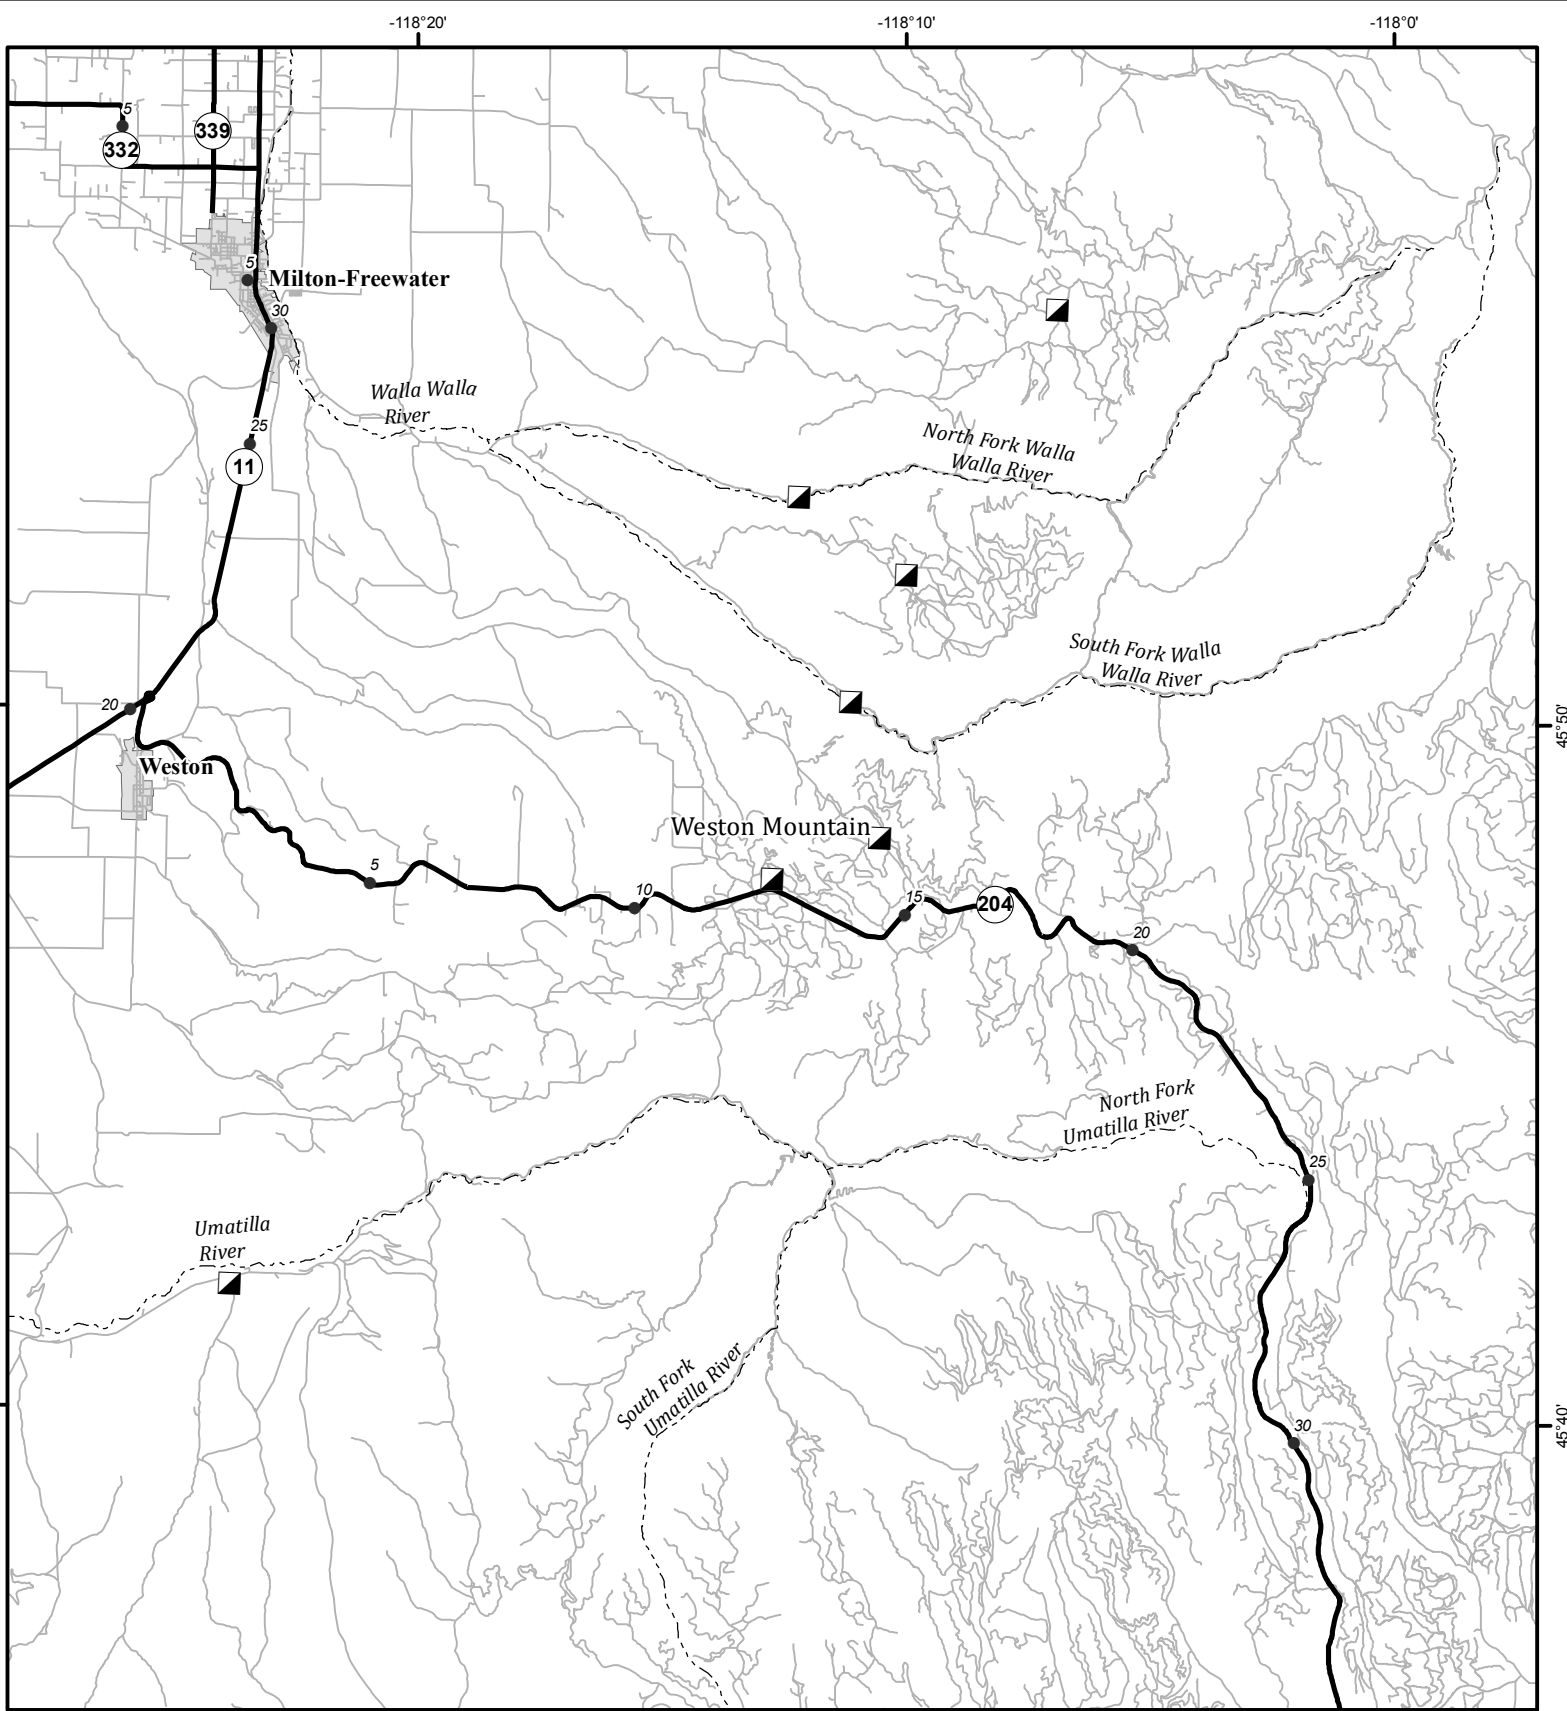 -118°20'
-118°10'
-118°0'
5
332
339
5
Milton-Freewater
30
Walla Walla
River
25
11
North Fork Walla
Walla River
South Fork Walla
Walla River
20
45°50'
Weston
Weston Mountain
5
10
15
204
20
North Fork
Umatilla River
25
Umatilla
River
South Fork
Umatilla River
30
45°40'